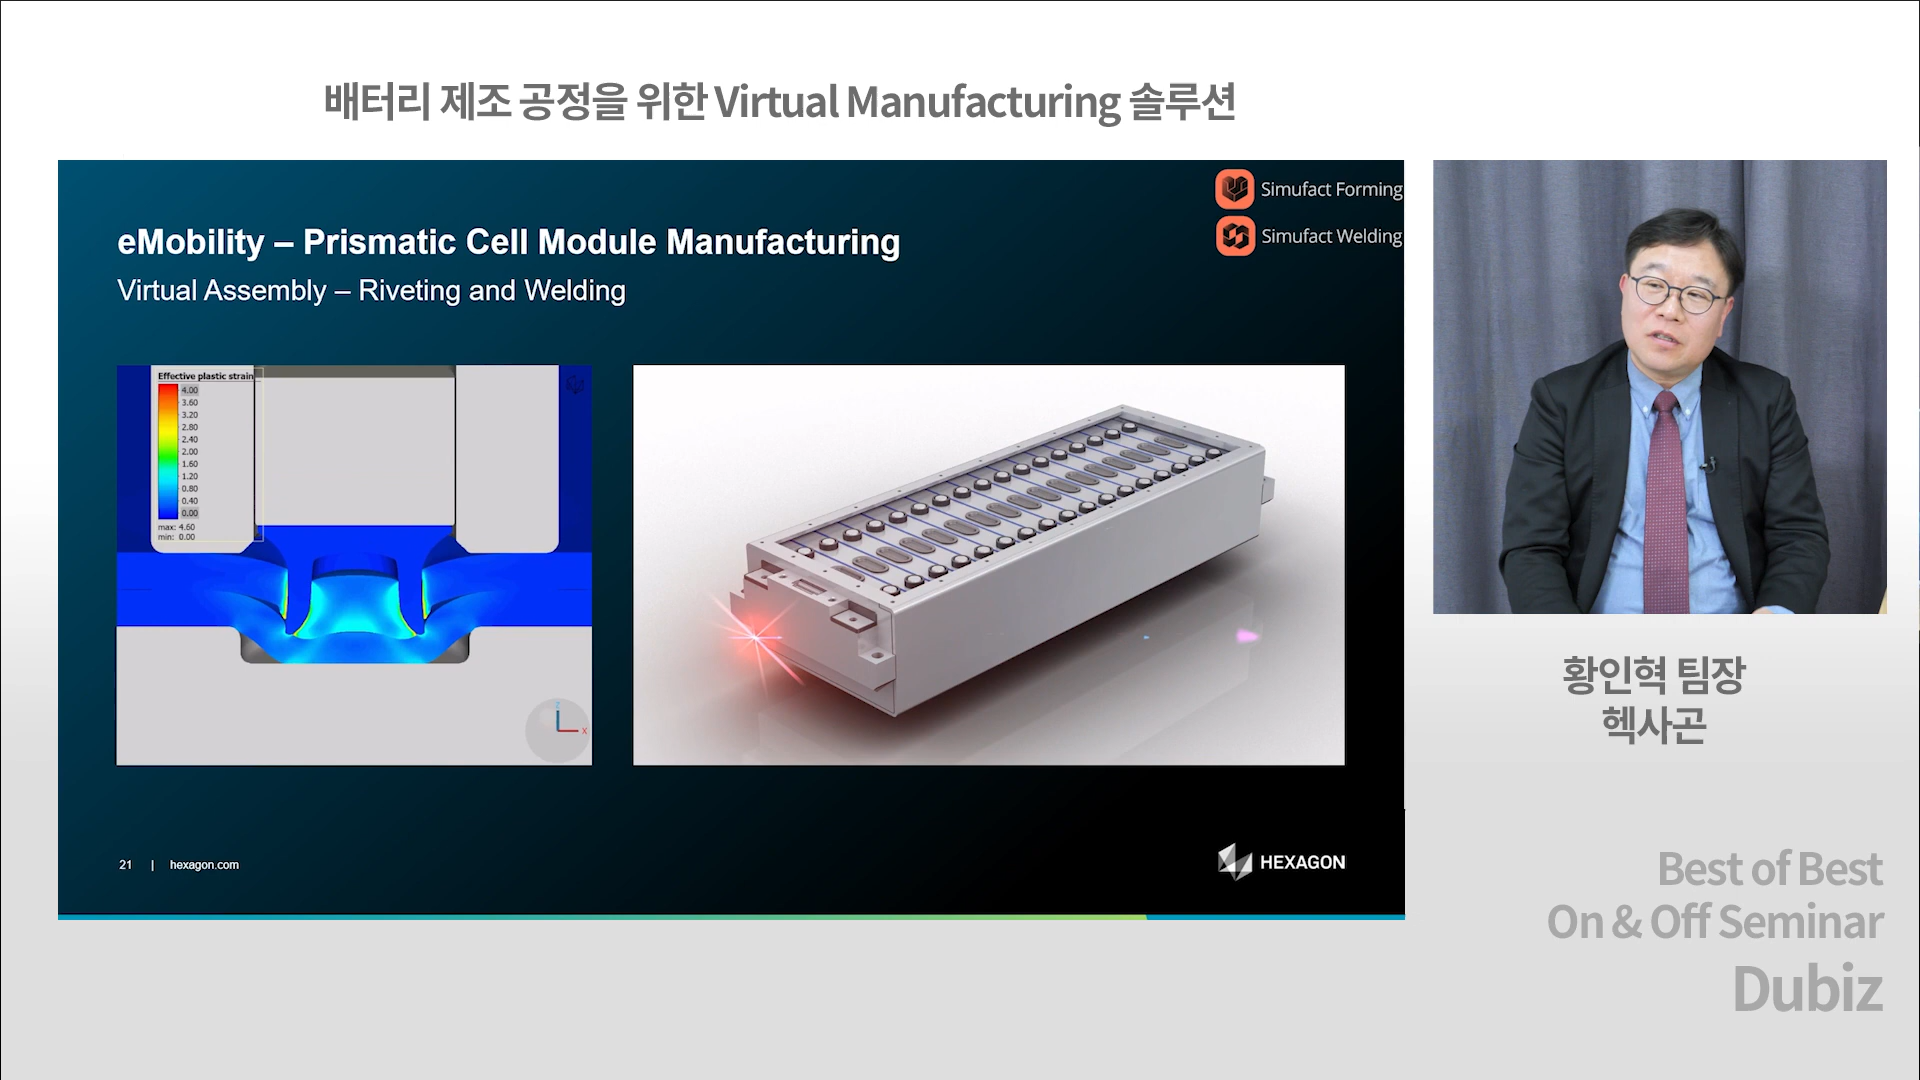 배터리 제조 공정을 위한 Virtual Manufacturing 솔루션
Simufact Forming
Simufact Welding
eMobility – Prismatic Cell Module Manufacturing
Virtual Assembly – Riveting and Welding
Effective plastic strain
4.00
3.60
3.20
2.80
2.40
2.00
1.60
1.20
0.80
0.40
0.00
max: 4.60
min: 0.00
Z
X
21 | hexagon.com
HEXAGON
황인혁 팀장
헥사곤
Best of Best
On & Off Seminar
Dubiz